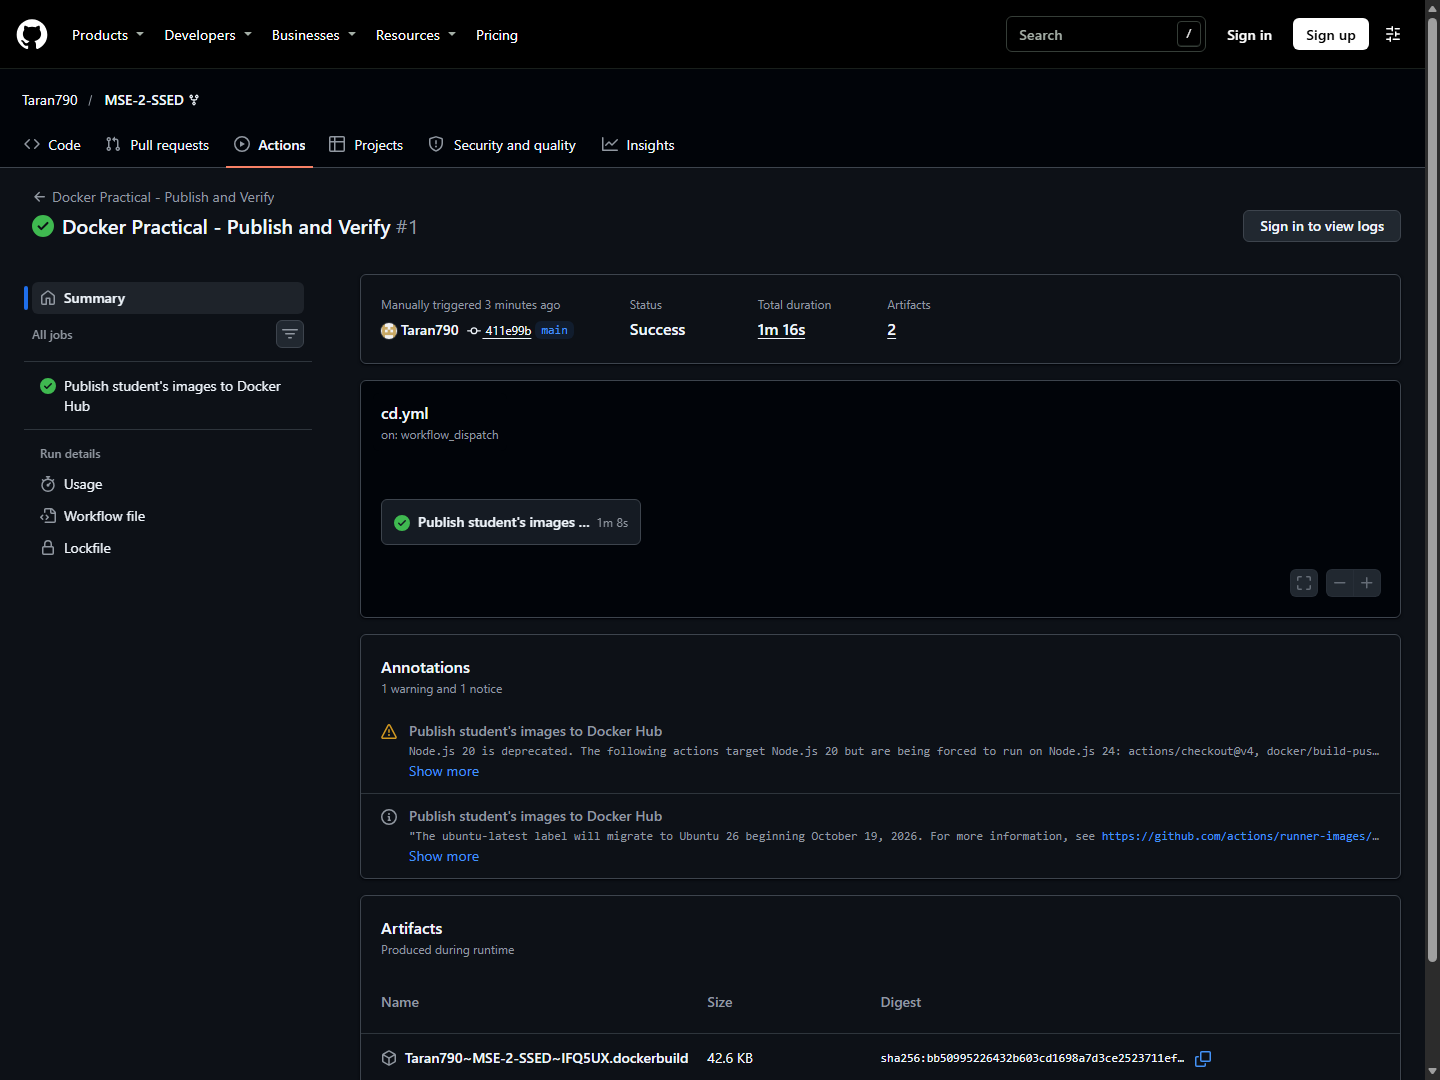 Products Developers Businesses Resources Pricing Search / Sign in Sign up
Taran790 / MSE-2-SSED
Code Pull requests Actions Projects Security and quality Insights
Docker Practical - Publish and Verify
Docker Practical - Publish and Verify #1
Sign in to view logs
Summary
All jobs
Publish student's images to Docker
Hub
Run details
Usage
Workflow file
Lockfile
Manually triggered 3 minutes ago Status Total duration Artifacts
Taran790 411e99b main Success 1m 16s 2
cd.yml
on: workflow_dispatch
Publish student's images ... 1m 8s
Annotations
1 warning and 1 notice
Publish student's images to Docker Hub
Node.js 20 is deprecated. The following actions target Node.js 20 but are being forced to run on Node.js 24: actions/checkout@v4, docker/build-pus…
Show more
Publish student's images to Docker Hub
"The ubuntu-latest label will migrate to Ubuntu 26 beginning October 19, 2026. For more information, see https://github.com/actions/runner-images/…
Show more
Artifacts
Produced during runtime
Name Size Digest
Taran790~MSE-2-SSED~IFQ5UX.dockerbuild 42.6 KB sha256:bb50995226432b603cd1698a7d3ce2523711ef…